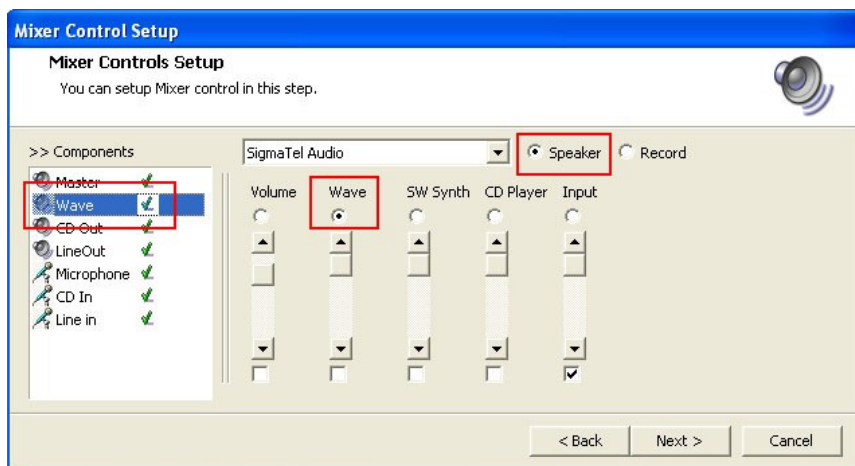 Mixer Control Setup
Mixer Controls Setup
You can setup Mixer control in this step.
>> Components
SigmaTel Audio
Speaker
Record
Master
Wave
CD Out
LineOut
Microphone
CD In
Line in
Volume
Wave
SW Synth
CD Player
Input
< Back
Next >
Cancel